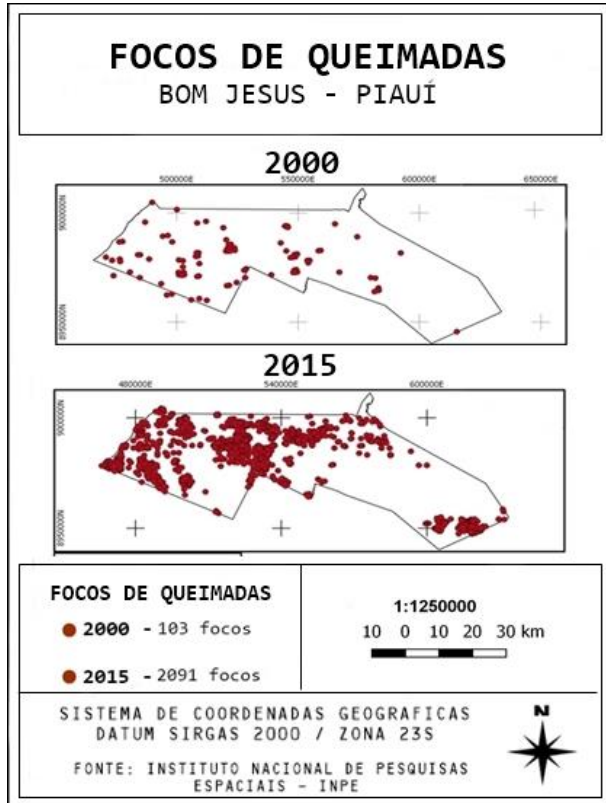 FOCOS DE QUEIMADAS
BOM JESUS - PIAUÍ
2000
500000E 550000E 600000E 650000E
9000000N
8950000N
2015
480000E 540000E 600000E
9000000N
8950000N
FOCOS DE QUEIMADAS
2000 - 103 focos
2015 - 2091 focos
1:1250000
10 0 10 20 30 km
SISTEMA DE COORDENADAS GEOGRAFICAS
DATUM SIRGAS 2000 / ZONA 23S
N
FONTE: INSTITUTO NACIONAL DE PESQUISAS
ESPACIAIS - INPE